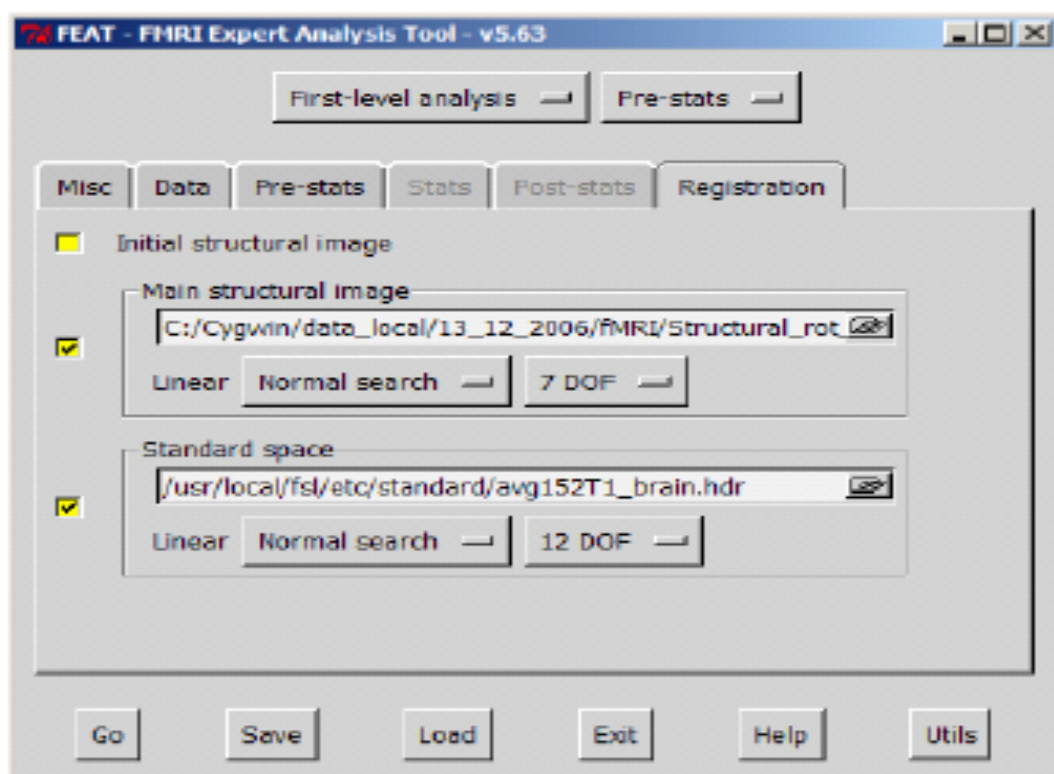 FEAT - FMRI Expert Analysis Tool - v5.63
First-level analysis Pre-stats
Misc Data Pre-stats Stats Post-stats Registration
Initial structural image
Main structural image
C:/Cygwin/data_local/13_12_2006/fMRI/Structural_rot_
Linear Normal search 7 DOF
Standard space
/usr/local/fsl/etc/standard/avg152T1_brain.hdr
Linear Normal search 12 DOF
Go Save Load Exit Help Utils